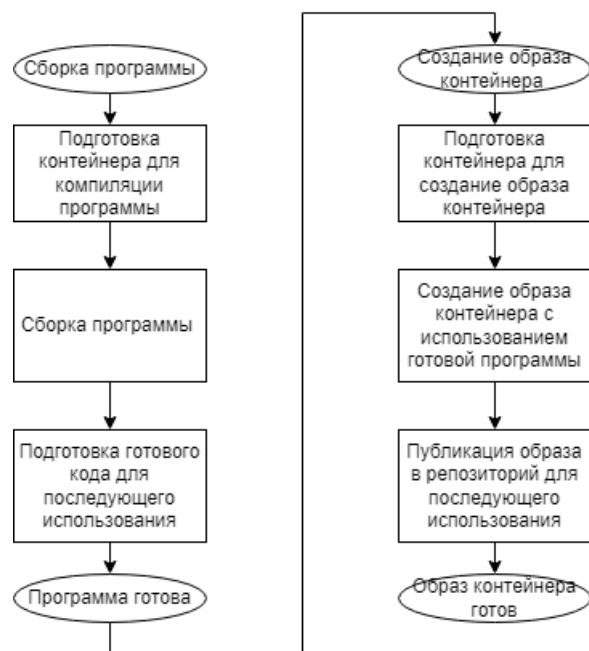 Сборка программы
Подготовка
контейнера для
компиляции
программы
Сборка программы
Подготовка готового
кода для
последующего
использования
Программа готова
Создание образа
контейнера
Подготовка
контейнера для
создание образа
контейнера
Создание образа
контейнера с
использованием
готовой программы
Публикация образа
в репозиторий для
последующего
использования
Образ контейнера
готов